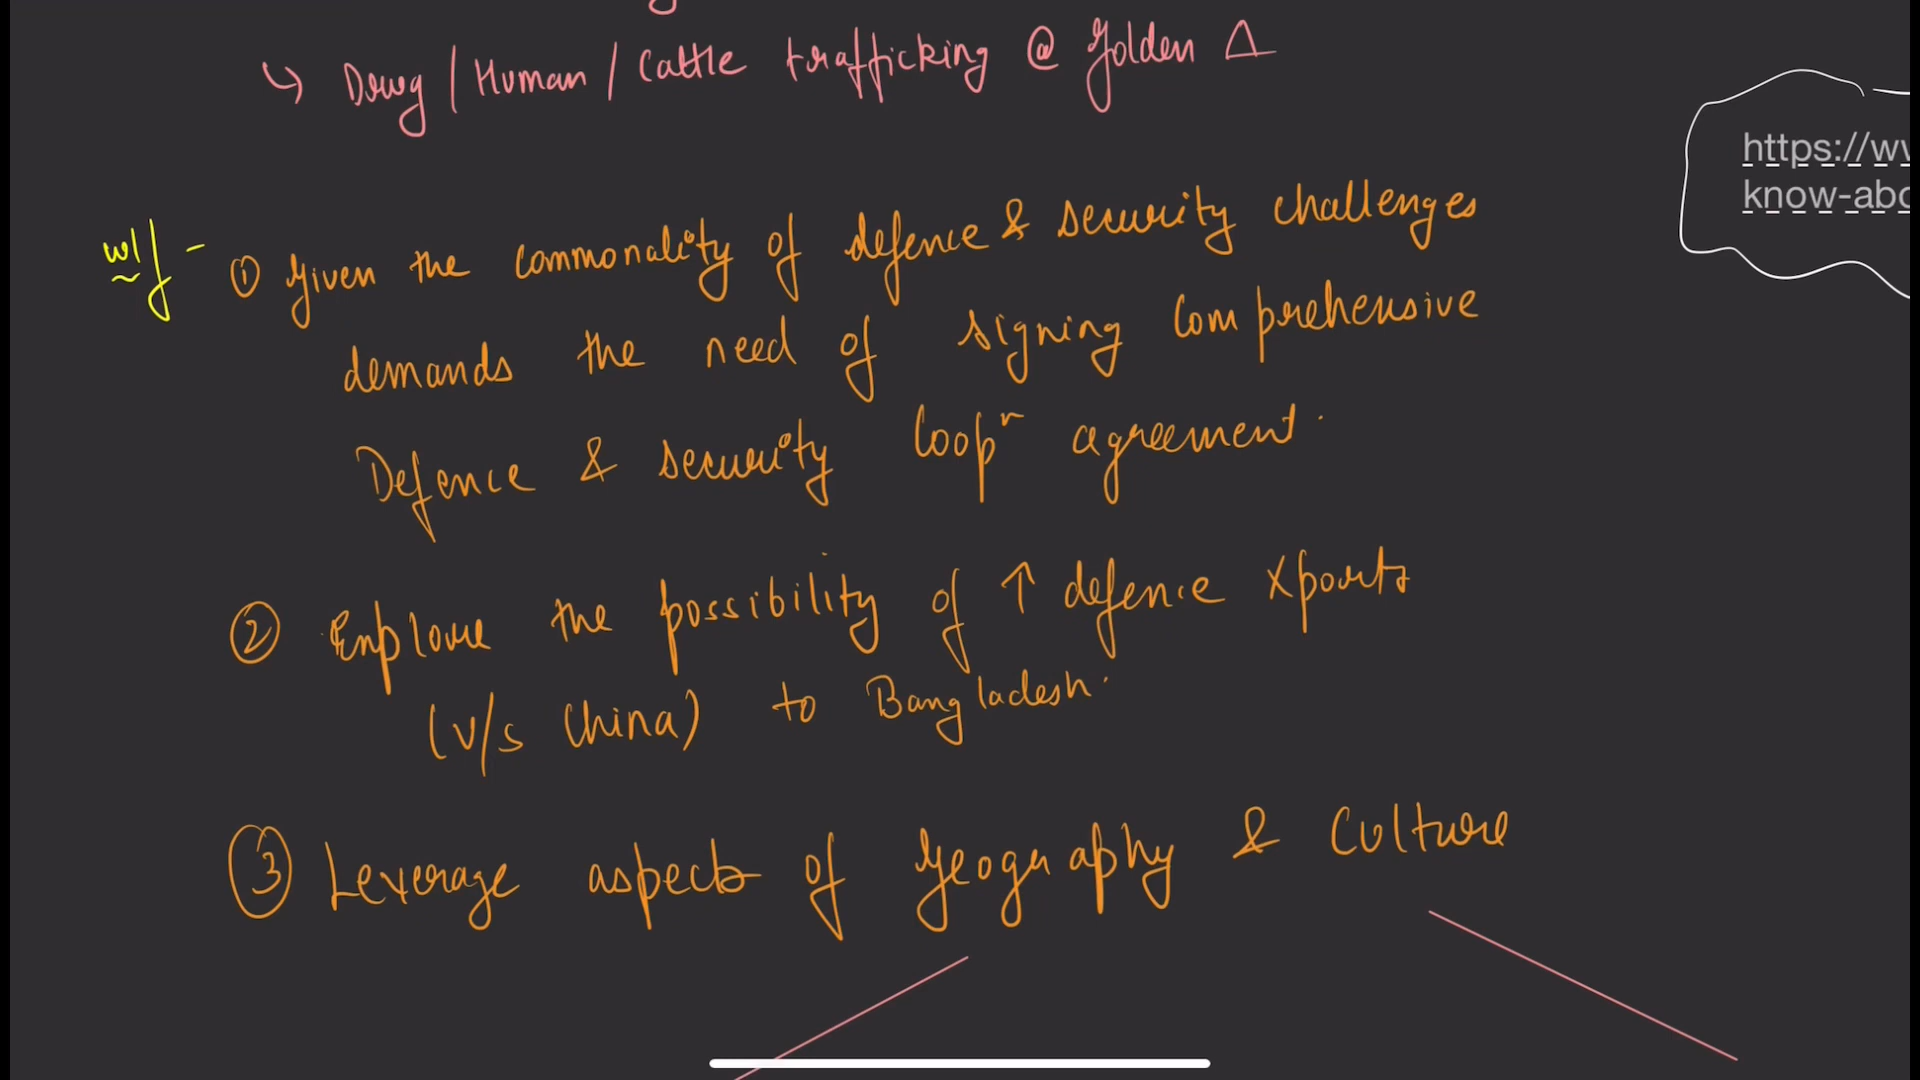 ↳ Drug / Human / Cattle trafficking @ Golden Δ
https://ww
know-abo
w/f - ① Given the commonality of defence & security challenges
demands the need of signing comprehensive
Defence & security coopⁿ agreement.
② Explore the possibility of ↑ defence xports
(v/s China) to Bangladesh.
③ Leverage aspects of Geography & Culture